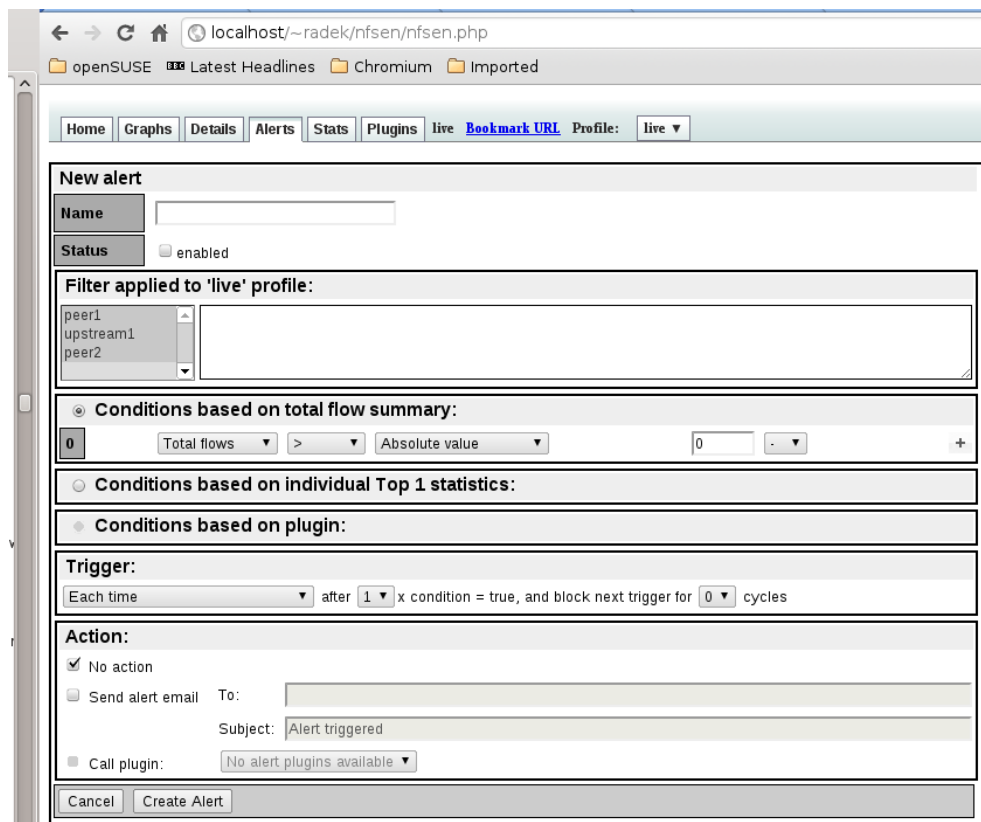 localhost/~radek/nfsen/nfsen.php
openSUSE Latest Headlines Chromium Imported
Home Graphs Details Alerts Stats Plugins live Bookmark URL Profile: live ▼
New alert
Name
Status enabled
Filter applied to 'live' profile:
peer1
upstream1
peer2
Conditions based on total flow summary:
0 Total flows ▼ > ▼ Absolute value ▼ 0 - ▼ +
Conditions based on individual Top 1 statistics:
Conditions based on plugin:
Trigger:
Each time ▼ after 1 ▼ x condition = true, and block next trigger for 0 ▼ cycles
Action:
No action
Send alert email To:
Subject: Alert triggered
Call plugin: No alert plugins available ▼
Cancel Create Alert